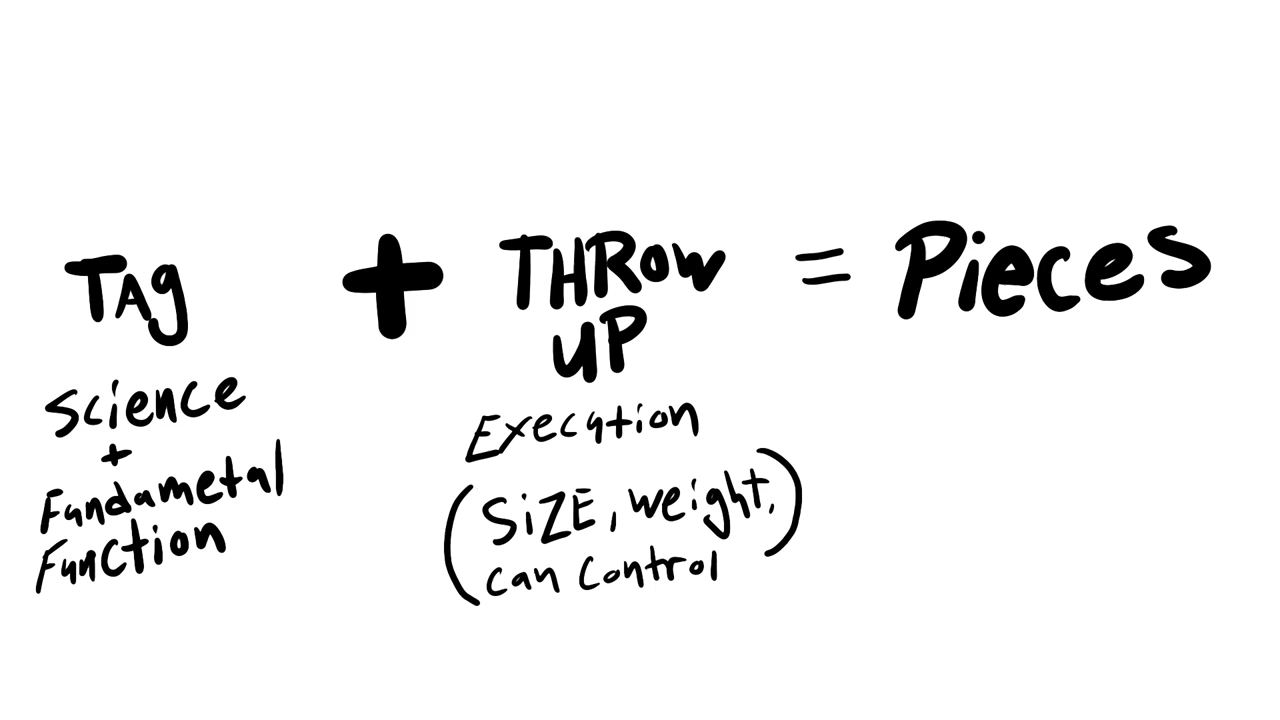 TAg + THRow = Pieces
UP
Science
+
Fundametal
Function
Execution
(SiZE, weight,
can control)